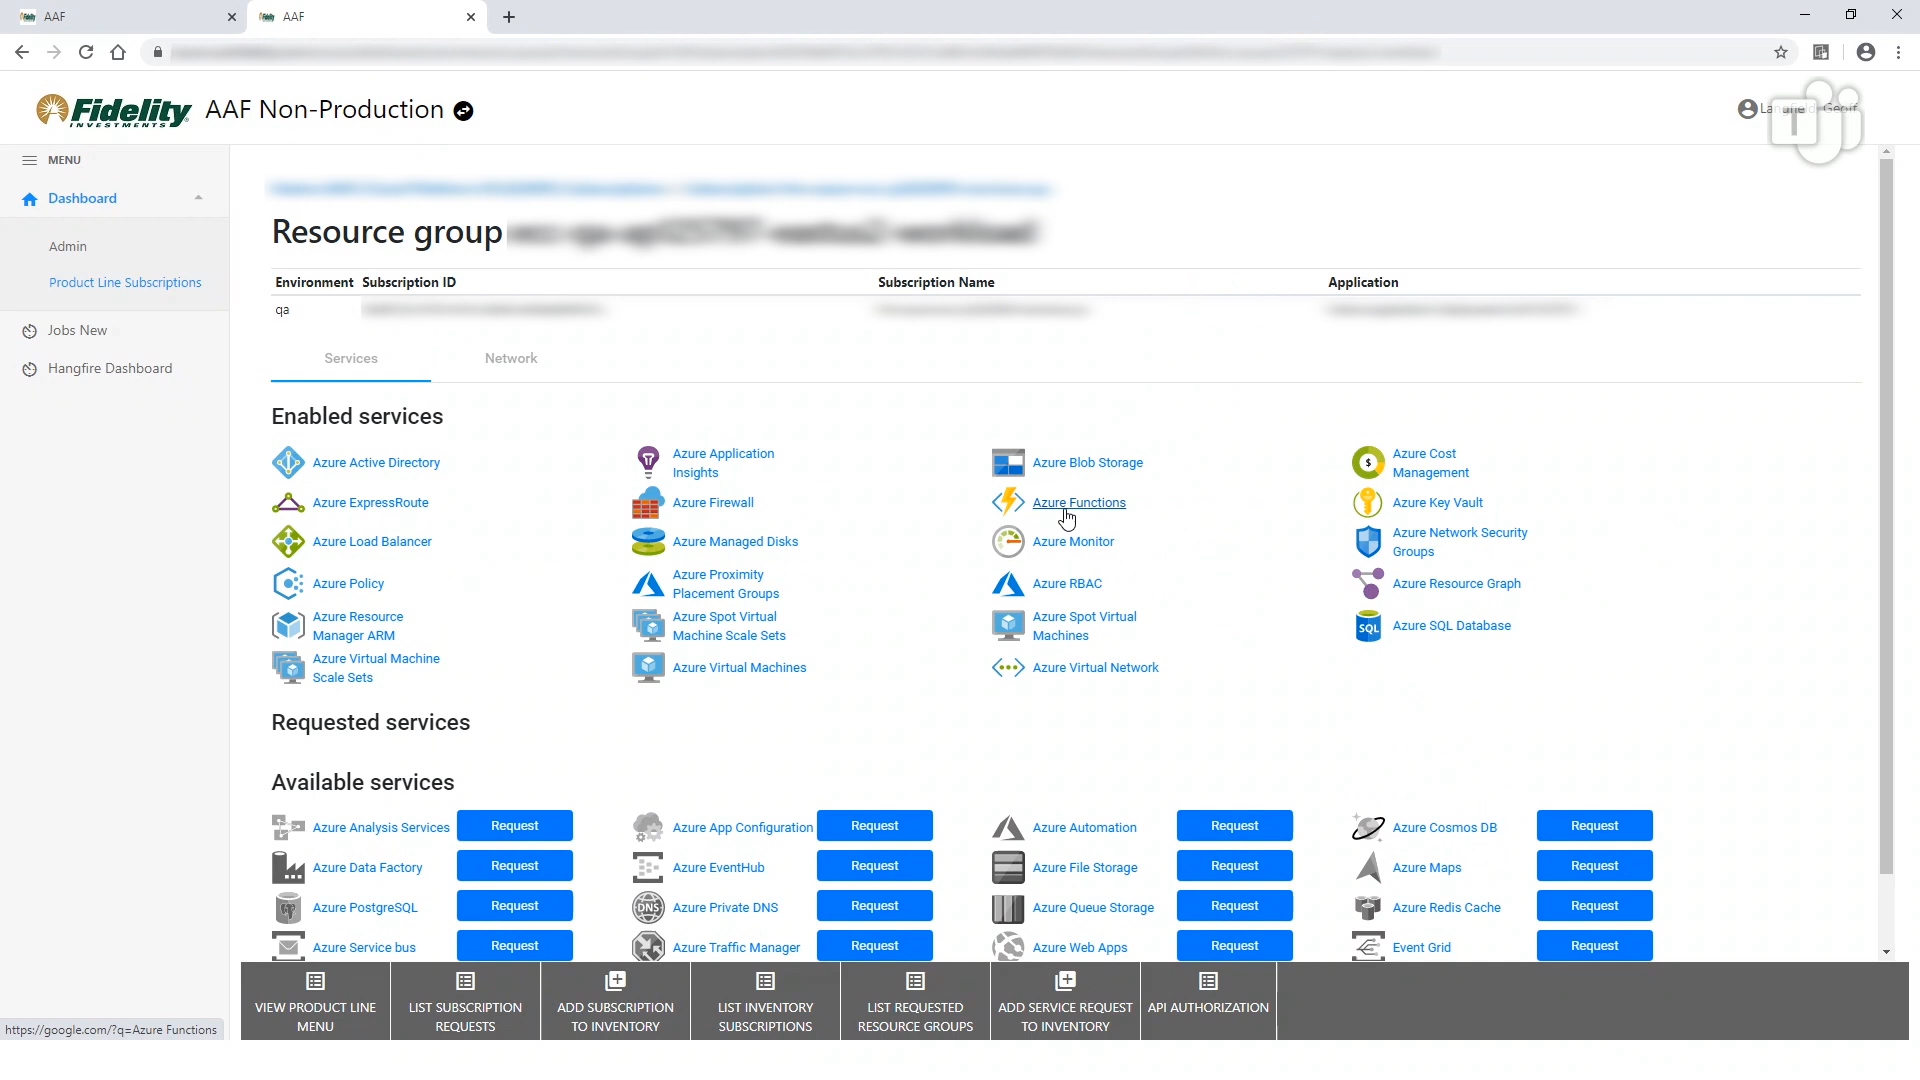 AAF
AAF
Fidelity
INVESTMENTS
AAF Non-Production
MENU
Dashboard
Admin
Product Line Subscriptions
Jobs New
Hangfire Dashboard
Resource group
Environment Subscription ID Subscription Name Application
qa
Services Network
Enabled services
Azure Active Directory
Azure Application
Insights
Azure Blob Storage
Azure Cost
Management
Azure ExpressRoute
Azure Firewall
Azure Functions
Azure Key Vault
Azure Load Balancer
Azure Managed Disks
Azure Monitor
Azure Network Security
Groups
Azure Policy
Azure Proximity
Placement Groups
Azure RBAC
Azure Resource Graph
Azure Resource
Manager ARM
Azure Spot Virtual
Machine Scale Sets
Azure Spot Virtual
Machines
Azure SQL Database
SQL
Azure Virtual Machine
Scale Sets
Azure Virtual Machines
Azure Virtual Network
Requested services
Available services
Azure Analysis Services Request
Azure App Configuration Request
Azure Automation Request
Azure Cosmos DB Request
Azure Data Factory Request
Azure EventHub Request
Azure File Storage Request
Azure Maps Request
Azure PostgreSQL Request
DNS Azure Private DNS Request
Azure Queue Storage Request
Azure Redis Cache Request
Azure Service bus Request
Azure Traffic Manager Request
Azure Web Apps Request
Event Grid Request
VIEW PRODUCT LINE
MENU
LIST SUBSCRIPTION
REQUESTS
ADD SUBSCRIPTION
TO INVENTORY
LIST INVENTORY
SUBSCRIPTIONS
LIST REQUESTED
RESOURCE GROUPS
ADD SERVICE REQUEST
TO INVENTORY
API AUTHORIZATION
https://google.com/?q=Azure Functions